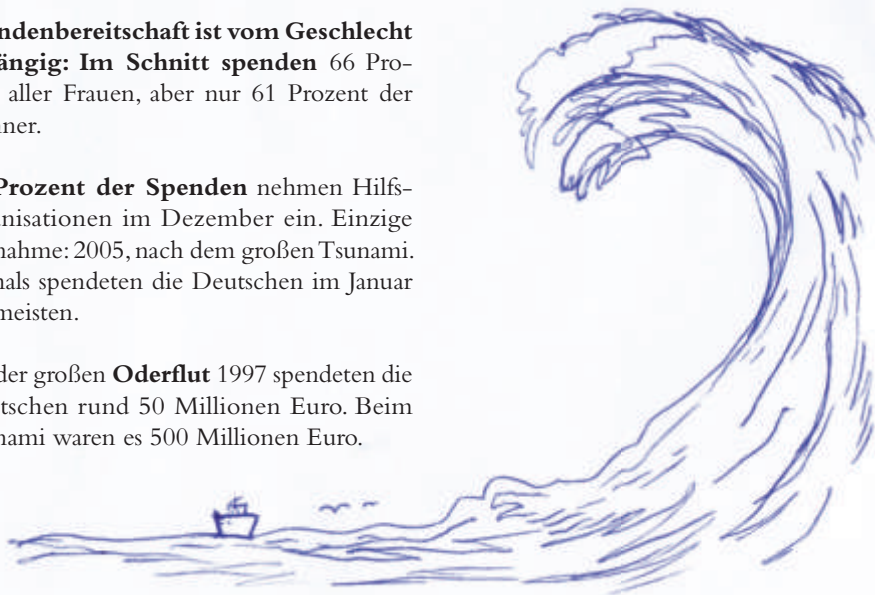 ndenbereitschaft ist vom Geschlecht
ängig: Im Schnitt spenden 66 Pro-
aller Frauen, aber nur 61 Prozent der
ner.
Prozent der Spenden nehmen Hilfs-
nisationen im Dezember ein. Einzige
nahme: 2005, nach dem großen Tsunami.
als spendeten die Deutschen im Januar
meisten.
der großen Oderflut 1997 spendeten die
tschen rund 50 Millionen Euro. Beim
nami waren es 500 Millionen Euro.